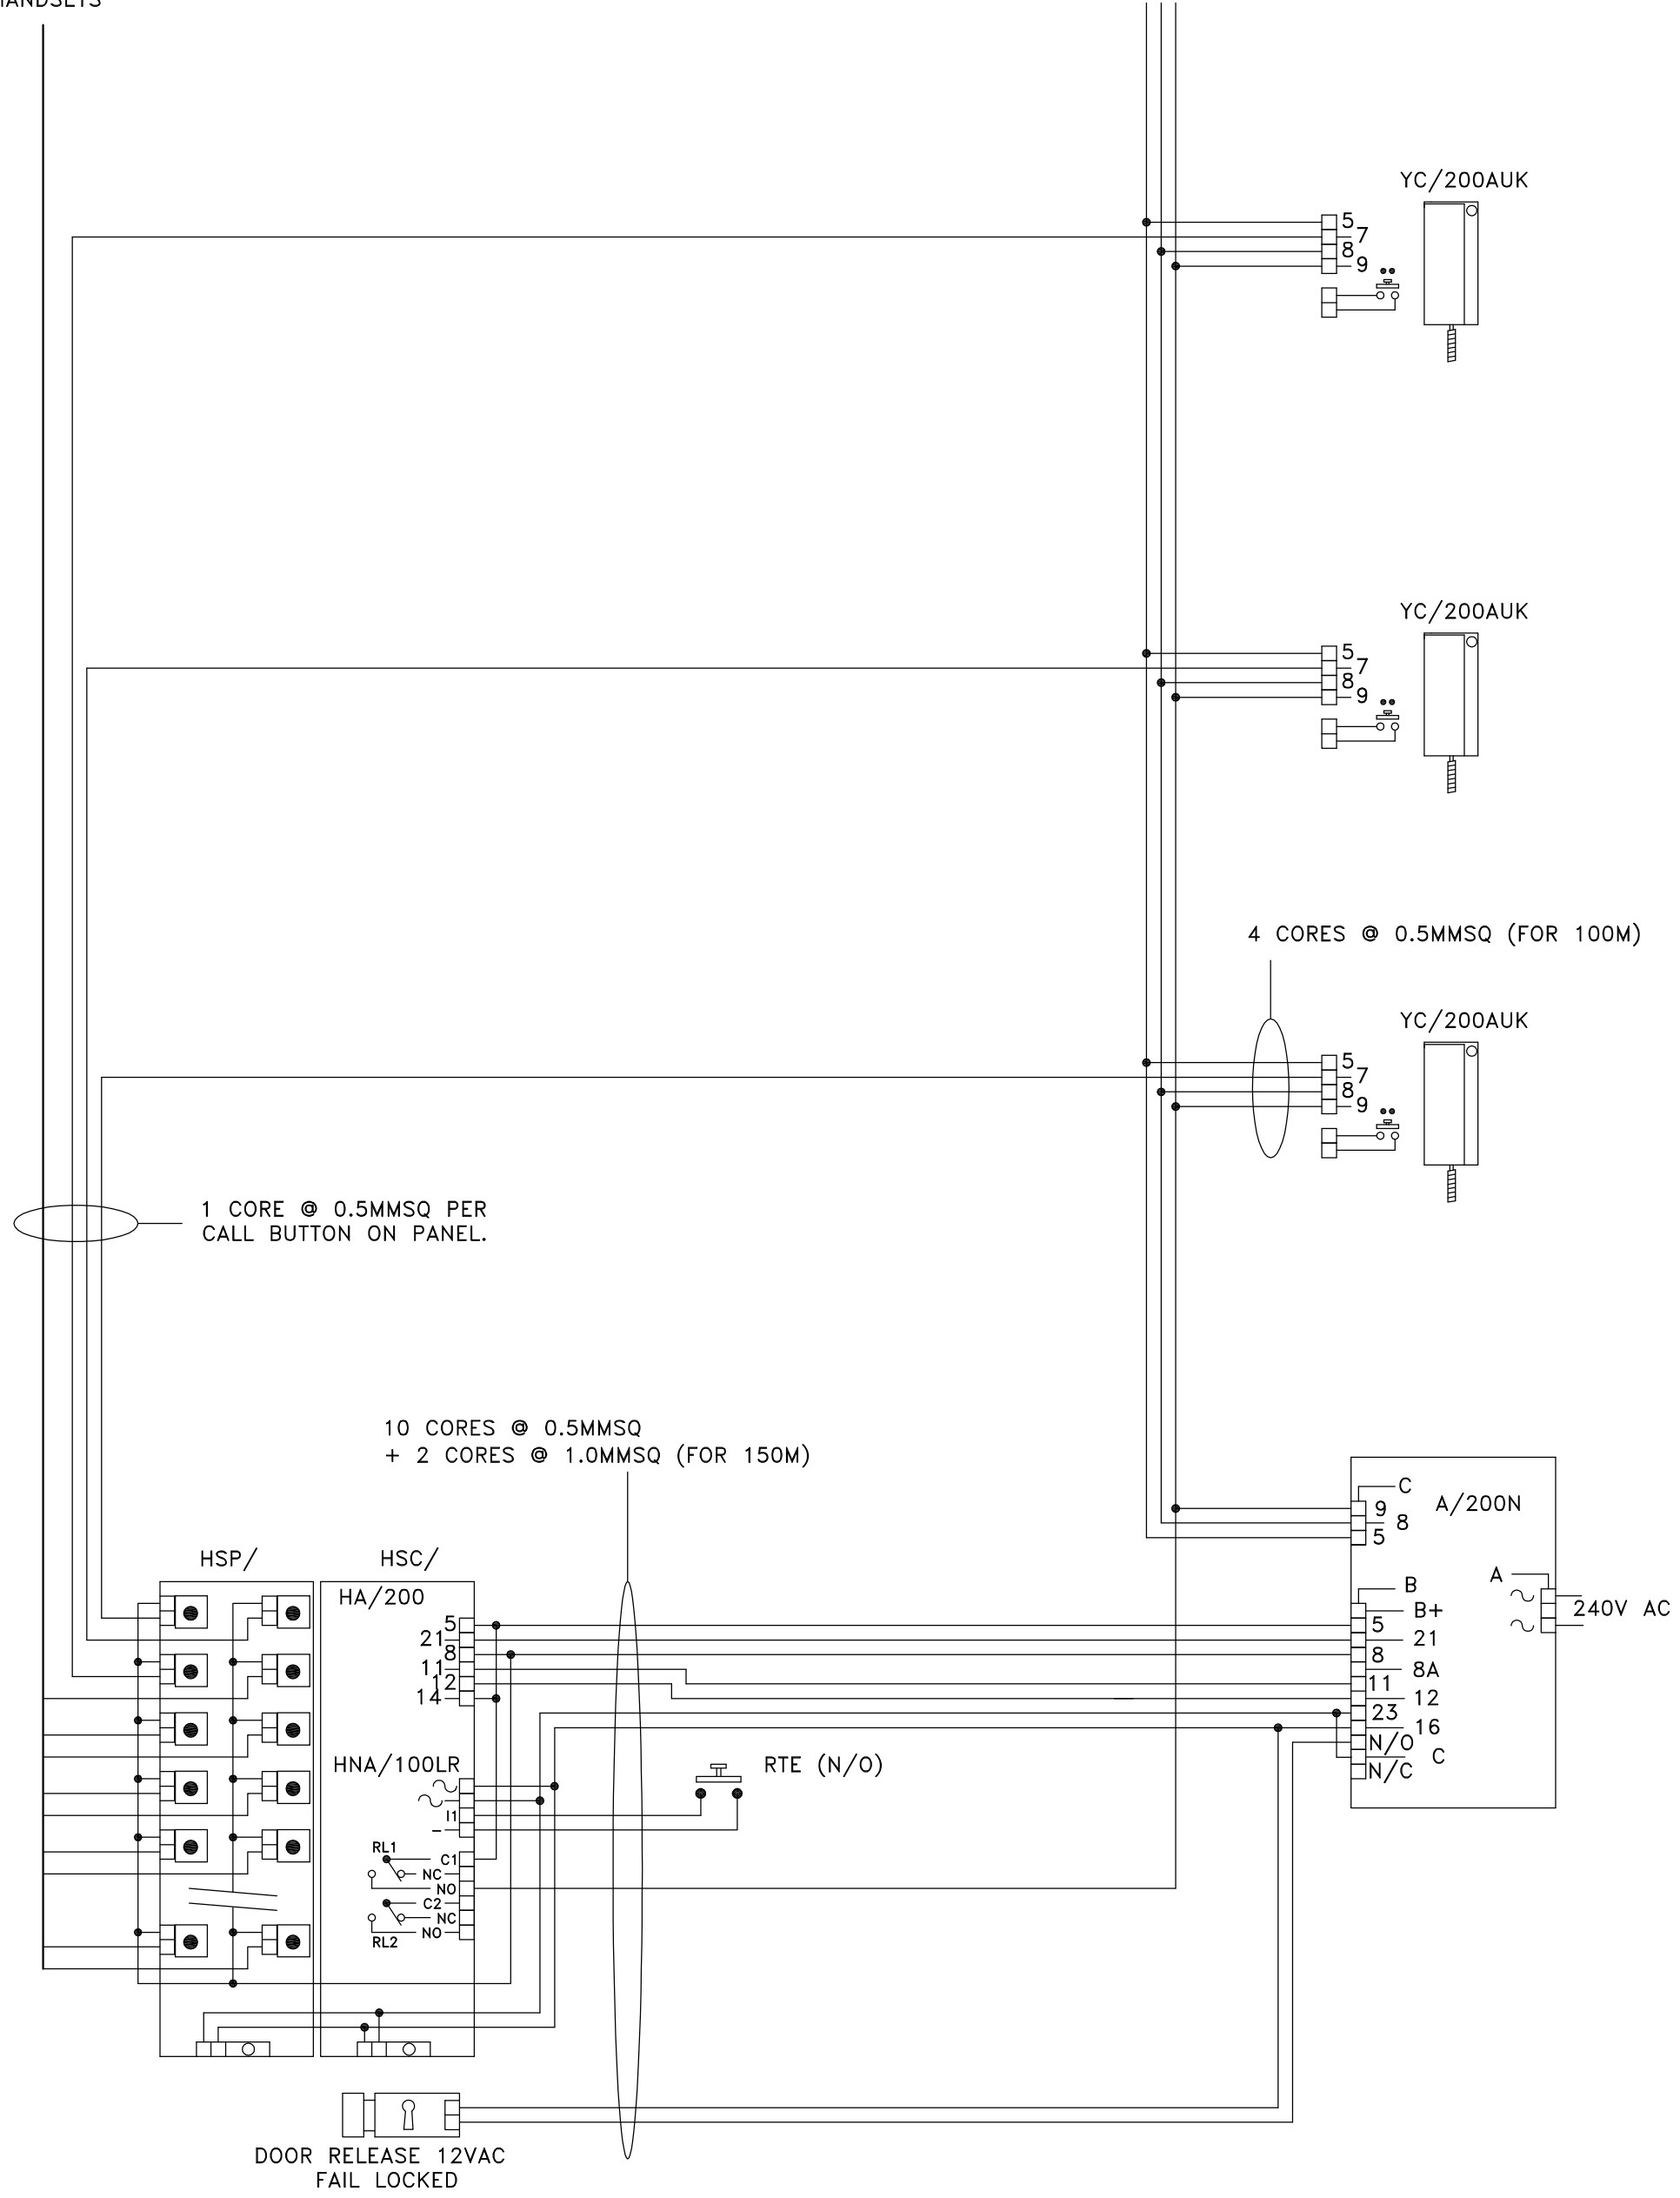 HANDSETS
YC/200AUK
5
7
8
9
YC/200AUK
5
7
8
9
4 CORES @ 0.5MMSQ (FOR 100M)
YC/200AUK
5
7
8
9
1 CORE @ 0.5MMSQ PER
CALL BUTTON ON PANEL.
10 CORES @ 0.5MMSQ
+ 2 CORES @ 1.0MMSQ (FOR 150M)
C
A/200N
9
8
5
HSP/
HSC/
HA/200
5
21
8
11
12
14
B
B+
5
21
8
8A
11
12
23
16
N/O
C
N/C
A
240V AC
HNA/100LR
I1
–
RTE (N/O)
RL1
C1
NC
NO
C2
NC
NO
RL2
DOOR RELEASE 12VAC
FAIL LOCKED